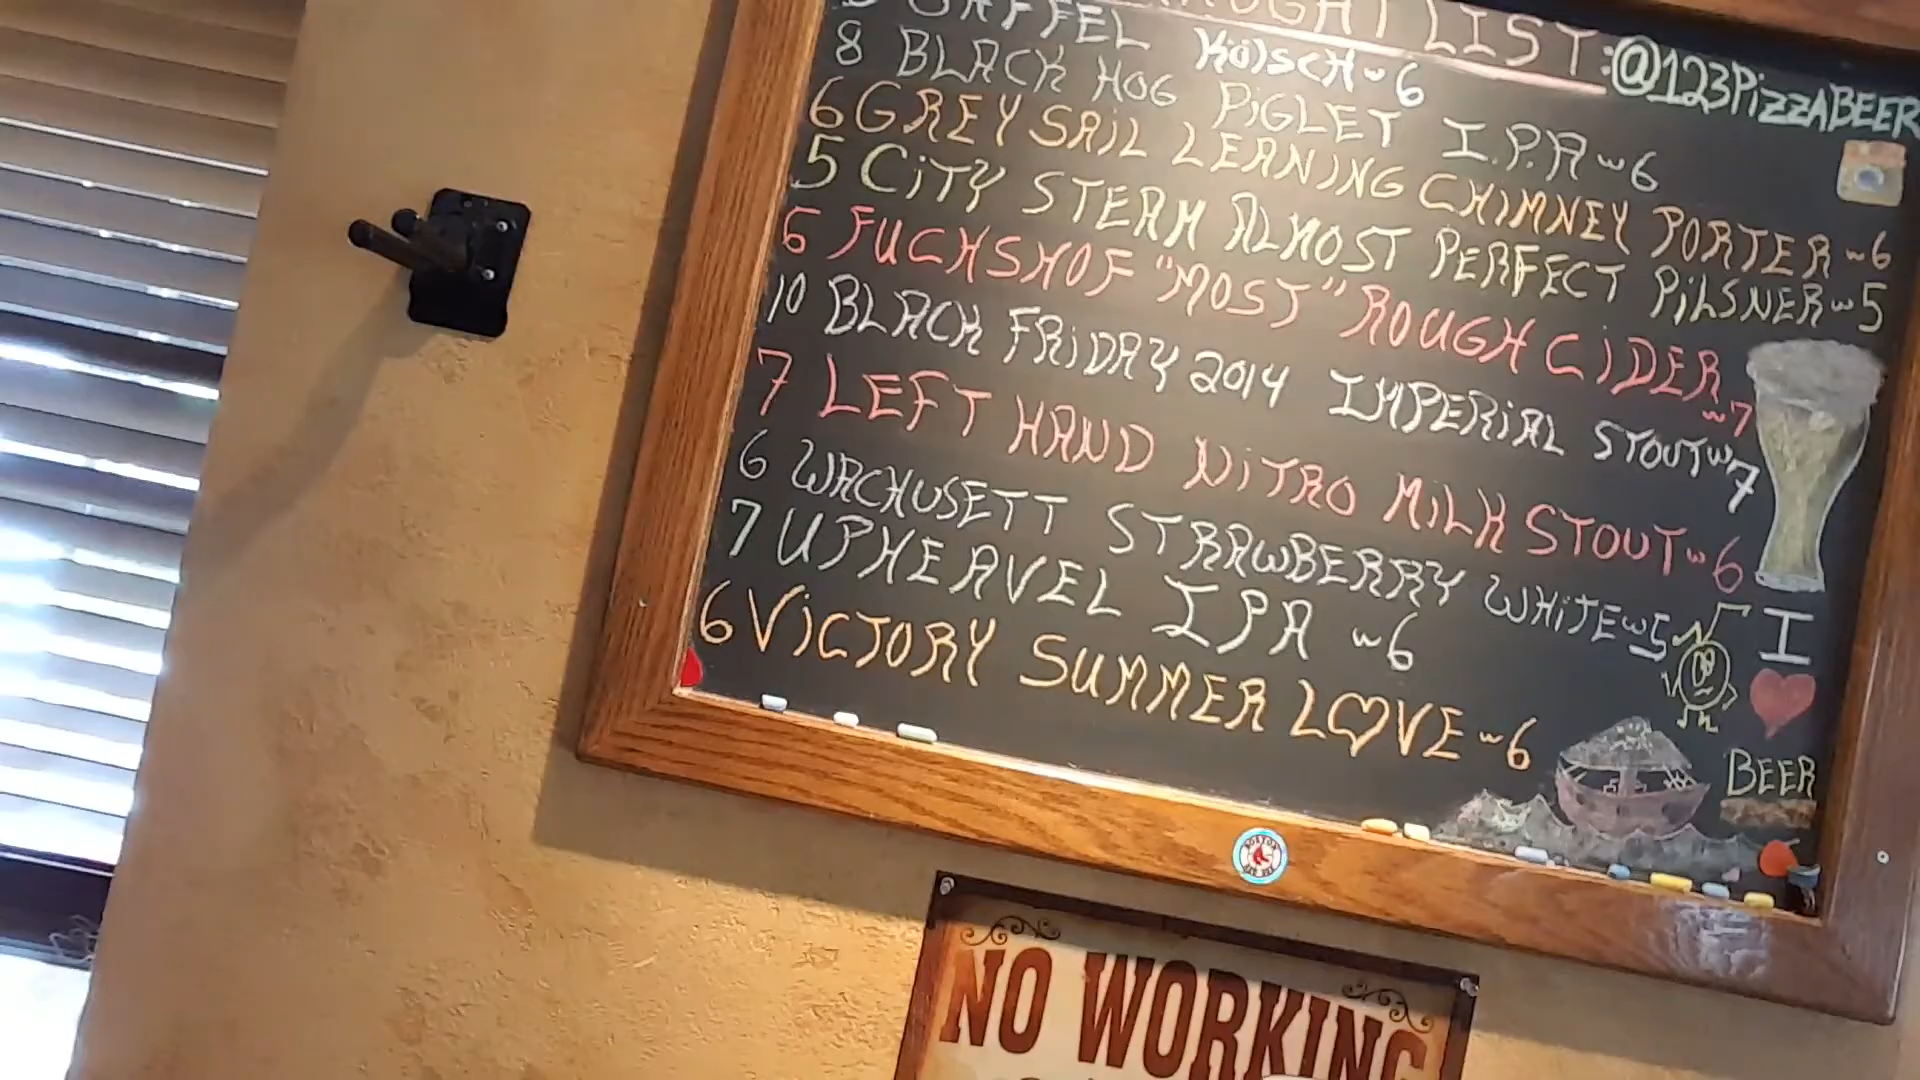 LIST: @123PizzABEER
GAFFEL KölscH ~ 6
8 BLACK HOG PiGLET I.P.A ~ 6
6 GREY SAiL LEANiNG CHiMNEY PORTER ~ 6
5 CiTY STEAM ALMOST PERFECT PiLSNER ~ 5
6 FUCHSHOF "MOST" ROUGH CiDER ~ 7
10 BLACK FRiDAY 2014 IMPERiAL STOUT ~ 7
7 LEFT HAND NiTRO MiLK STOUT ~ 6
6 WACHUSETT STRAWBERRY WHiTE ~ 5
7 UPHEAVEL IPA ~ 6
6 ViCTORY SUMMER LOVE ~ 6
I
BEER
BOSTON
RED SOX
NO WORKING